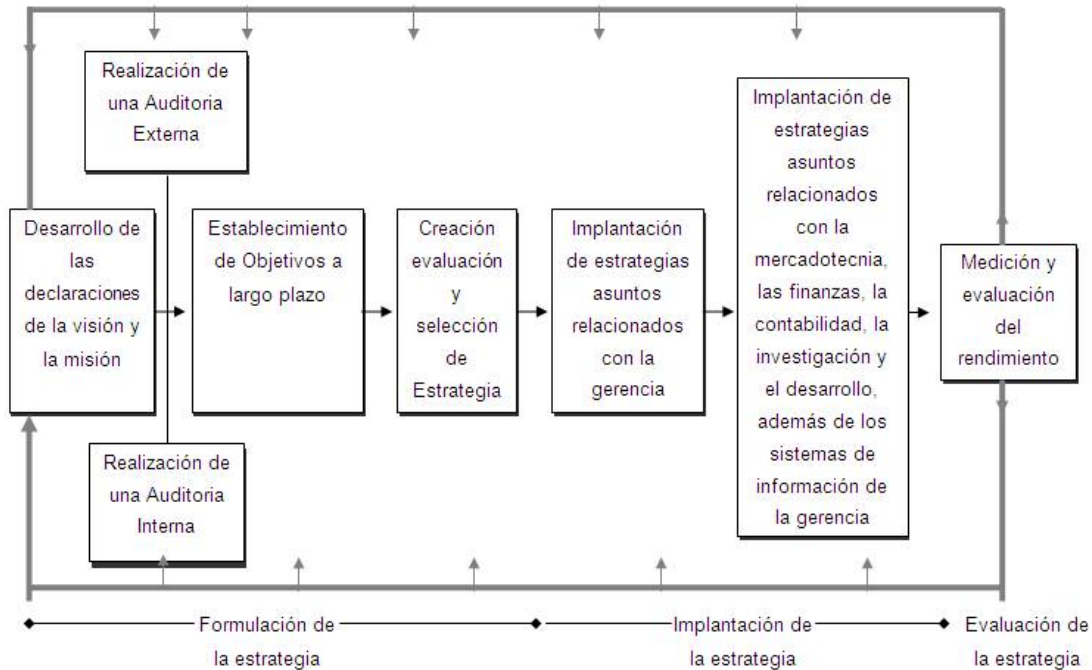 Realización de
una Auditoria
Externa
Desarrollo de
las
declaraciones
de la visión y
la misión
Realización de
una Auditoria
Interna
Establecimiento
de Objetivos a
largo plazo
Creación
evaluación
y
selección
de
Estrategia
Implantación
de estrategias
asuntos
relacionados
con la
gerencia
Implantación de
estrategias
asuntos
relacionados
con la
mercadotecnia,
las finanzas, la
contabilidad, la
investigación y
el desarrollo,
además de los
sistemas de
información de
la gerencia
Medición y
evaluación
del
rendimiento
Formulación de
la estrategia
Implantación de
la estrategia
Evaluación de
la estrategia